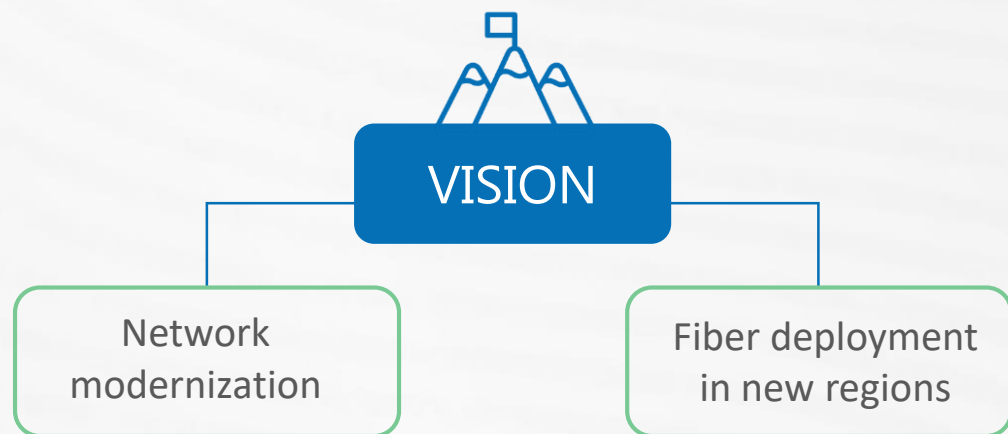 VISION
Network
modernization
Fiber deployment
in new regions